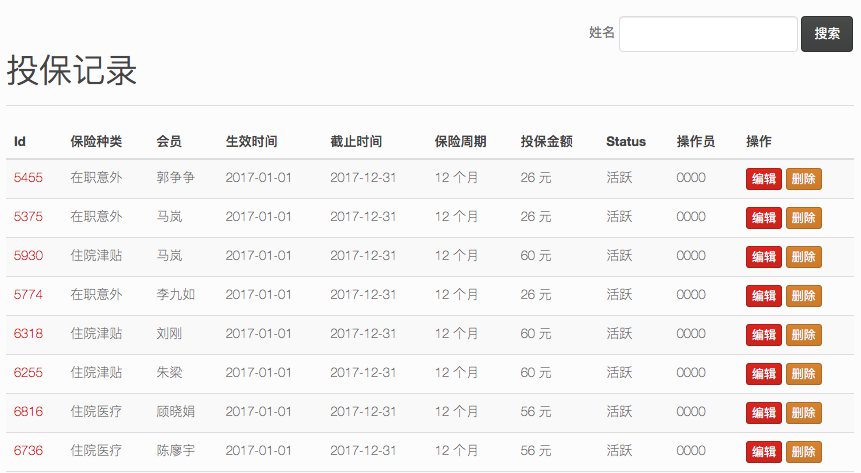 姓名 搜索
投保记录
Id 保险种类 会员 生效时间 截止时间 保险周期 投保金额 Status 操作员 操作
5455 在职意外 郭争争 2017-01-01 2017-12-31 12 个月 26 元 活跃 0000 编辑 删除
5375 在职意外 马岚 2017-01-01 2017-12-31 12 个月 26 元 活跃 0000 编辑 删除
5930 住院津贴 马岚 2017-01-01 2017-12-31 12 个月 60 元 活跃 0000 编辑 删除
5774 在职意外 李九如 2017-01-01 2017-12-31 12 个月 26 元 活跃 0000 编辑 删除
6318 住院津贴 刘刚 2017-01-01 2017-12-31 12 个月 60 元 活跃 0000 编辑 删除
6255 住院津贴 朱梁 2017-01-01 2017-12-31 12 个月 60 元 活跃 0000 编辑 删除
6816 住院医疗 顾晓娟 2017-01-01 2017-12-31 12 个月 56 元 活跃 0000 编辑 删除
6736 住院医疗 陈廖宇 2017-01-01 2017-12-31 12 个月 56 元 活跃 0000 编辑 删除